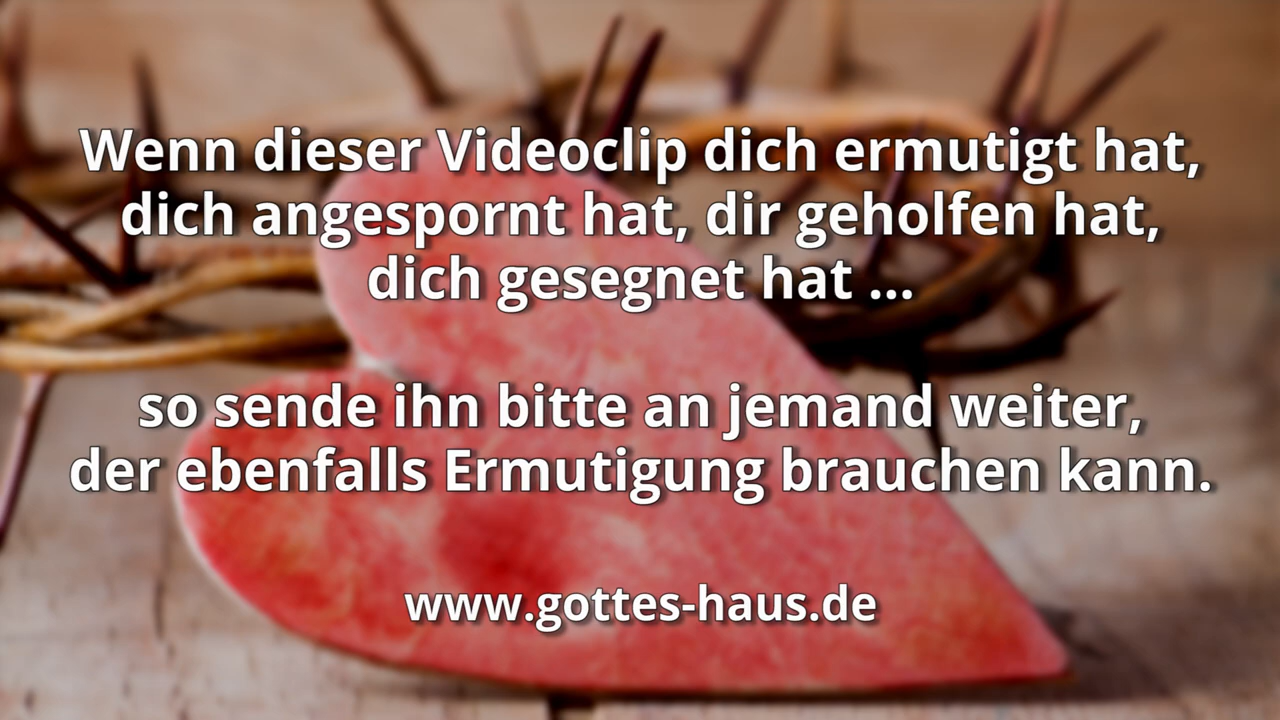 Wenn dieser Videoclip dich ermutigt hat,
dich angespornt hat, dir geholfen hat,
dich gesegnet hat ...
so sende ihn bitte an jemand weiter,
der ebenfalls Ermutigung brauchen kann.
www.gottes-haus.de